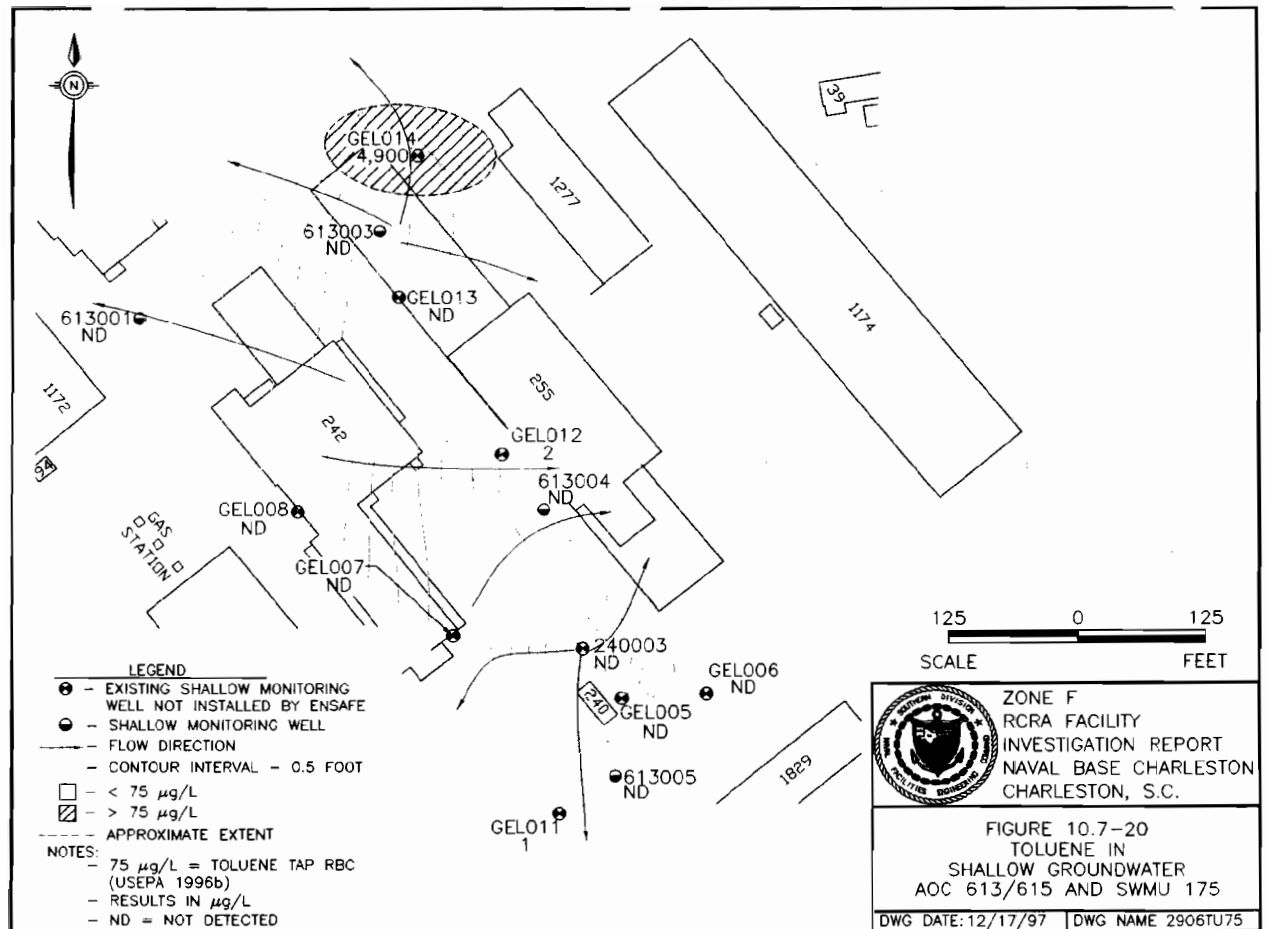 N
GEL014
4,900
39
1277
613003
ND
GEL013
ND
613001
ND
1174
1172
255
242
GEL012
2
94
613004
ND
GEL008
ND
GAS
STATION
GEL007
ND
240003
ND
GEL006
ND
240
GEL005
ND
613005
ND
1829
GEL011
1
125 0 125
SCALE FEET
LEGEND
- EXISTING SHALLOW MONITORING
WELL NOT INSTALLED BY ENSAFE
- SHALLOW MONITORING WELL
- FLOW DIRECTION
- CONTOUR INTERVAL - 0.5 FOOT
- < 75 µg/L
- > 75 µg/L
- APPROXIMATE EXTENT
NOTES:
- 75 µg/L = TOLUENE TAP RBC
(USEPA 1996b)
- RESULTS IN µg/L
- ND = NOT DETECTED
SOUTHERN DIVISION
NAVAL FACILITIES ENGINEERING
ZONE F
RCRA FACILITY
INVESTIGATION REPORT
NAVAL BASE CHARLESTON
CHARLESTON, S.C.
FIGURE 10.7-20
TOLUENE IN
SHALLOW GROUNDWATER
AOC 613/615 AND SWMU 175
DWG DATE: 12/17/97 DWG NAME 2906TU75